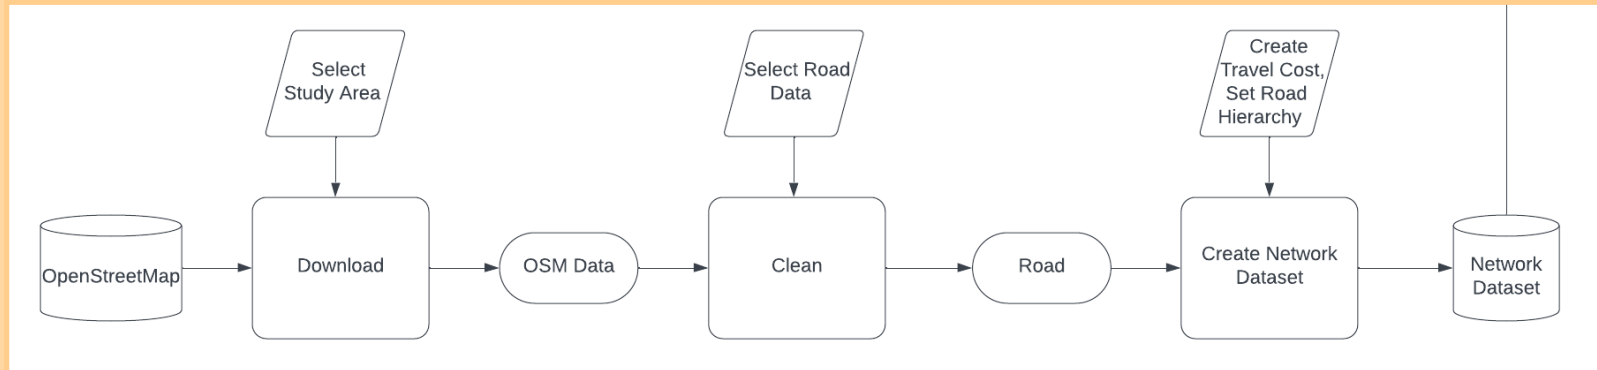 Select
Study Area
Select Road
Data
Create
Travel Cost,
Set Road
Hierarchy
OpenStreetMap
Download
OSM Data
Clean
Road
Create Network
Dataset
Network
Dataset